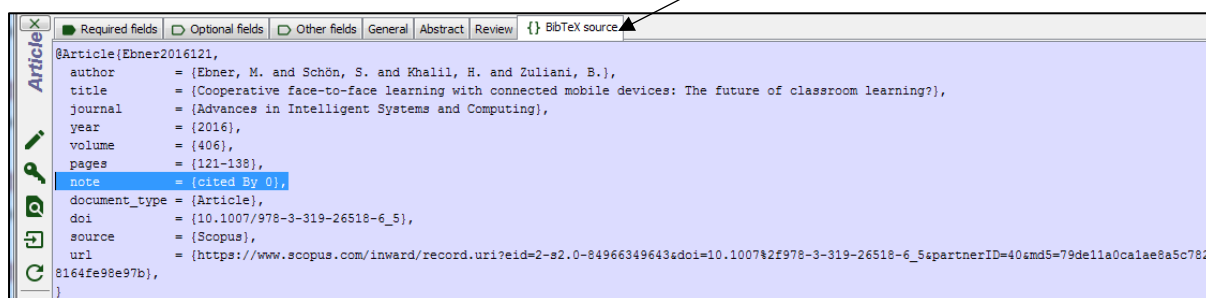 Required fields Optional fields Other fields General Abstract Review {} BibTeX source
Article
@Article{Ebner2016121,
author = {Ebner, M. and Schön, S. and Khalil, H. and Zuliani, B.},
title = {Cooperative face-to-face learning with connected mobile devices: The future of classroom learning?},
journal = {Advances in Intelligent Systems and Computing},
year = {2016},
volume = {406},
pages = {121-138},
note = {cited By 0},
document_type = {Article},
doi = {10.1007/978-3-319-26518-6_5},
source = {Scopus},
url = {https://www.scopus.com/inward/record.uri?eid=2-s2.0-84966349643&doi=10.1007%2f978-3-319-26518-6_5&partnerID=40&md5=79de11a0ca1ae8a5c782
8164fe98e97b},
}